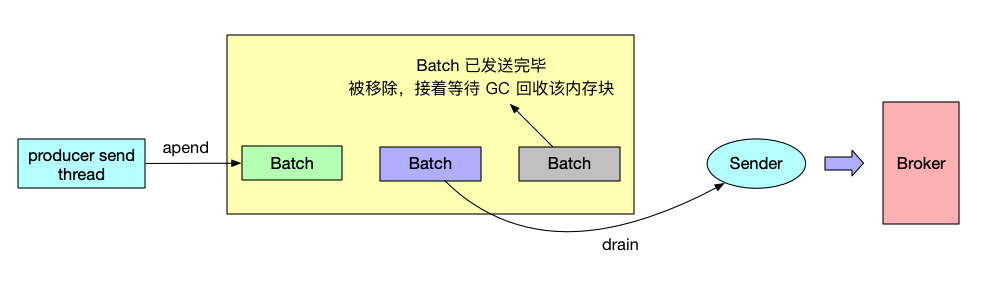 Batch 已发送完毕
被移除，接着等待 GC 回收该内存块
producer send
thread
apend
Batch
Batch
Batch
Sender
Broker
drain